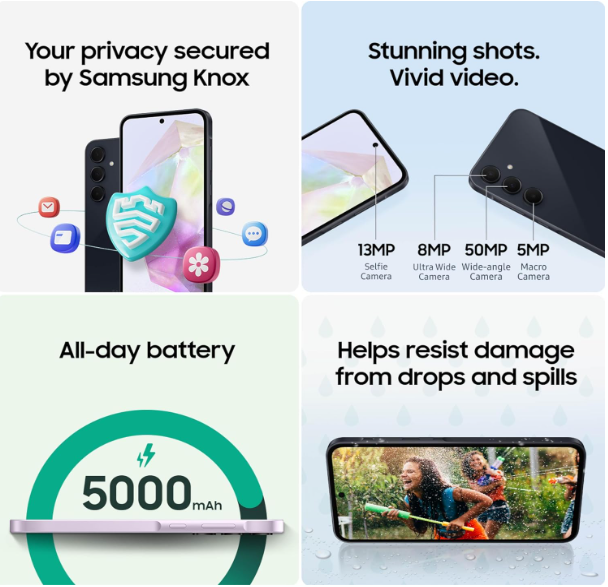 Your privacy secured
by Samsung Knox
Stunning shots.
Vivid video.
13MP
Selfie
Camera
8MP
Ultra Wide
Camera
50MP
Wide-angle
Camera
5MP
Macro
Camera
All-day battery
5000mAh
Helps resist damage
from drops and spills